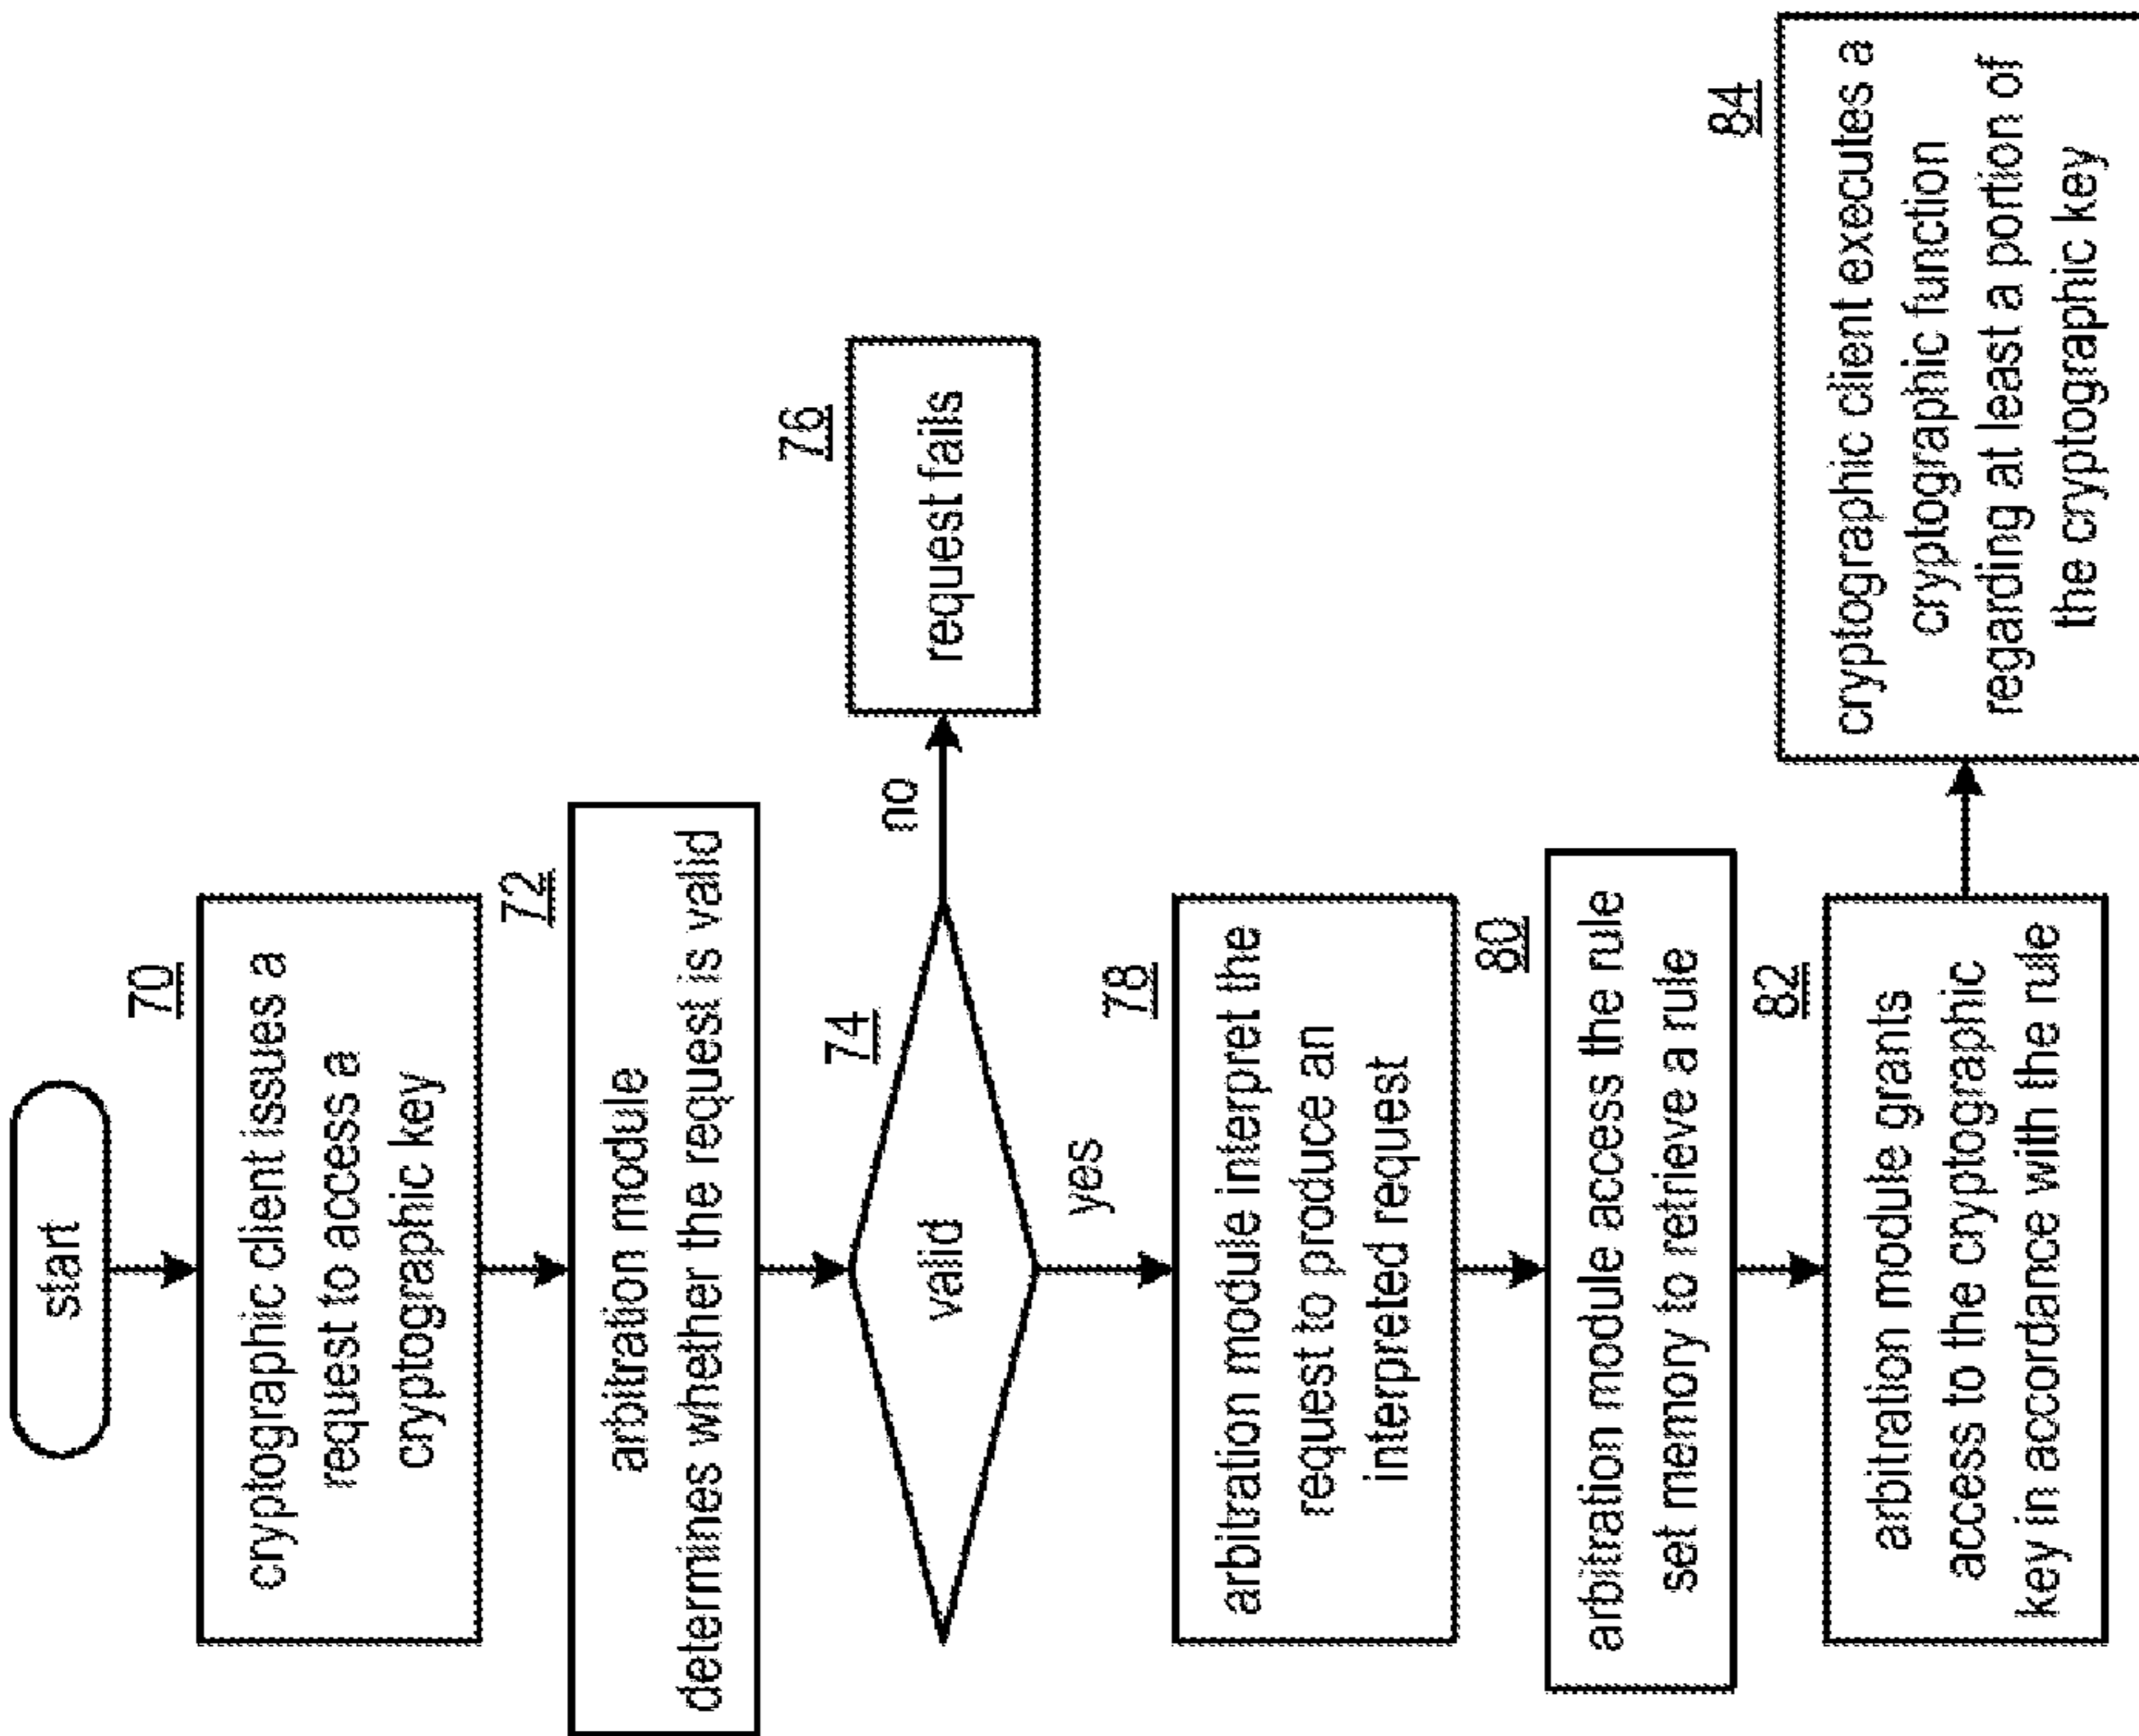 start
70
cryptographic client issues a
request to access a
cryptographic key
72
arbitration module
determines whether the request is valid
74
valid
no
76
request fails
yes
78
arbitration module interpret the
request to produce an
interpreted request
80
arbitration module access the rule
set memory to retrieve a rule
82
arbitration module grants
access to the cryptographic
key in accordance with the rule
84
cryptographic client executes a
cryptographic function
regarding at least a portion of
the cryptographic key